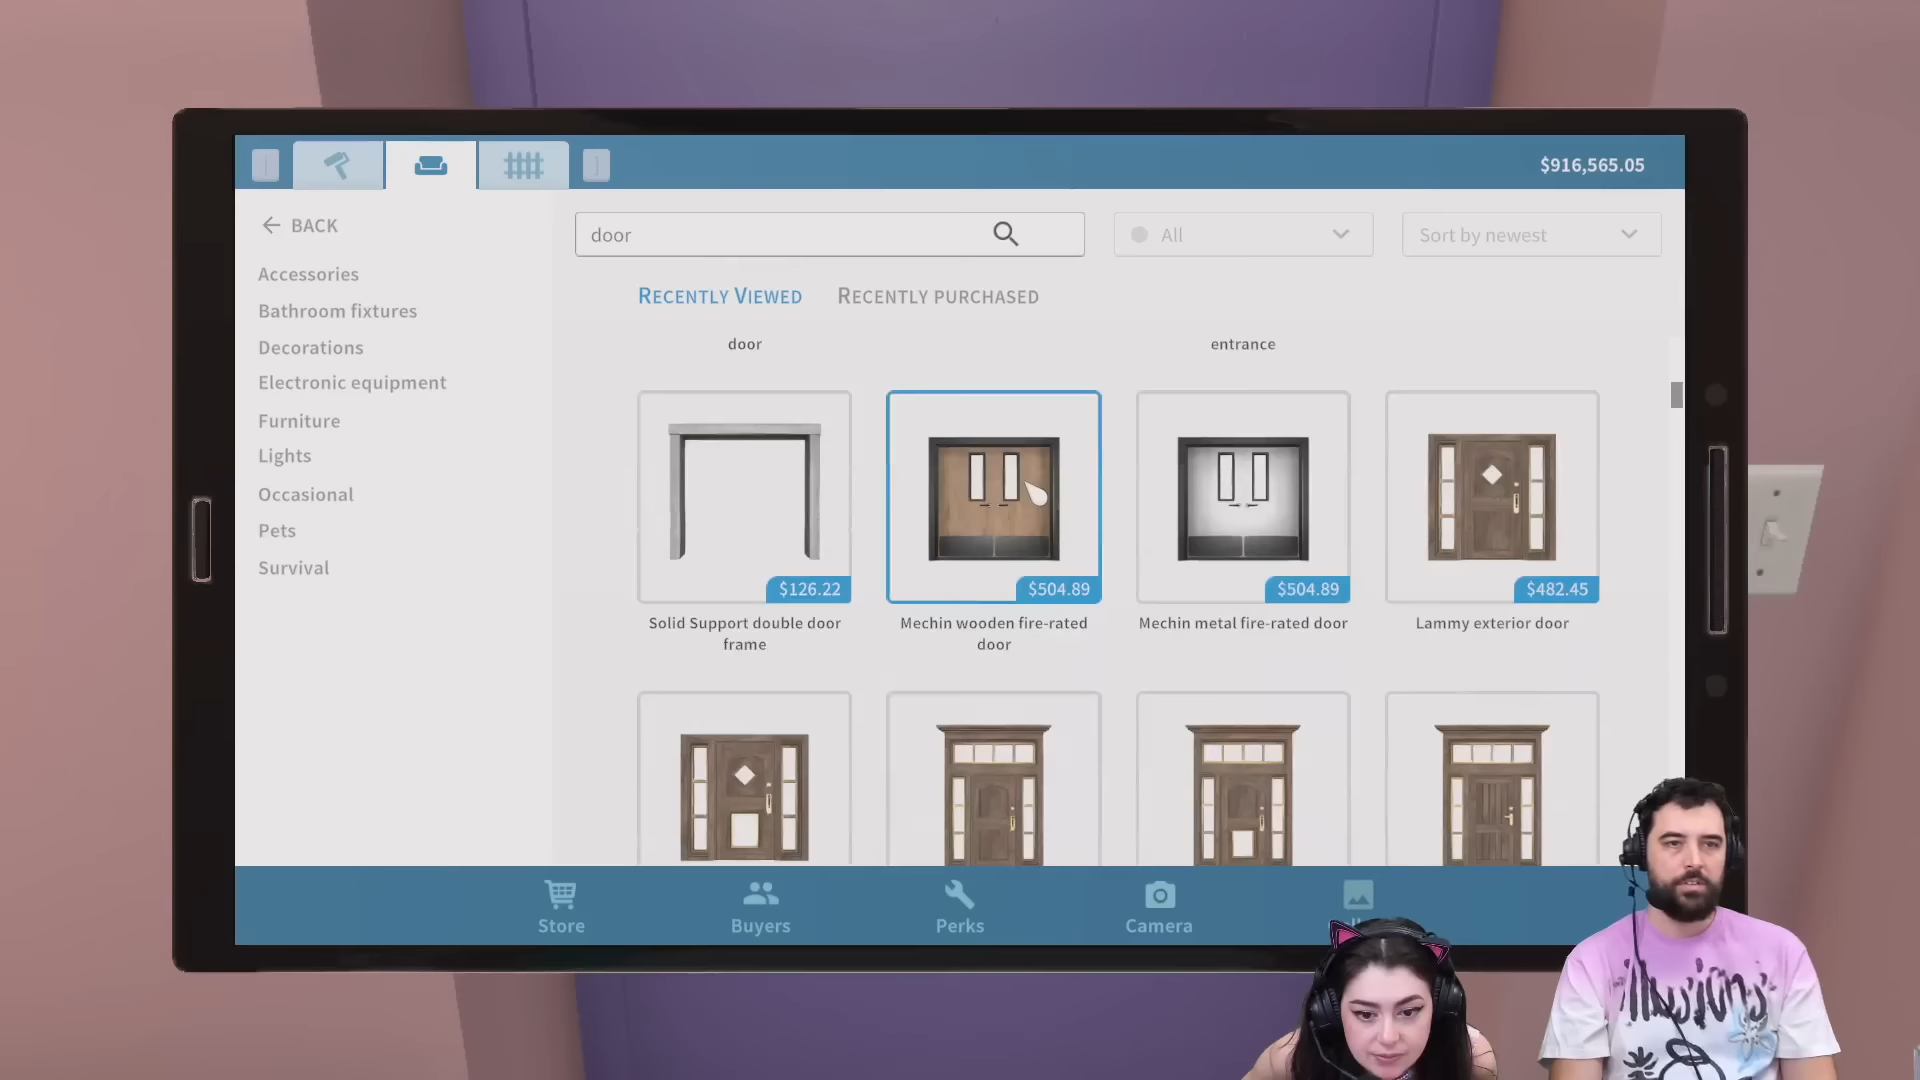 $916,565.05
BACK
door
All
Sort by newest
Accessories
Bathroom fixtures
Decorations
Electronic equipment
Furniture
Lights
Occasional
Pets
Survival
RECENTLY VIEWED
RECENTLY PURCHASED
door
entrance
$126.22
$504.89
$504.89
$482.45
Solid Support double door
frame
Mechin wooden fire-rated
door
Mechin metal fire-rated door
Lammy exterior door
Store
Buyers
Perks
Camera